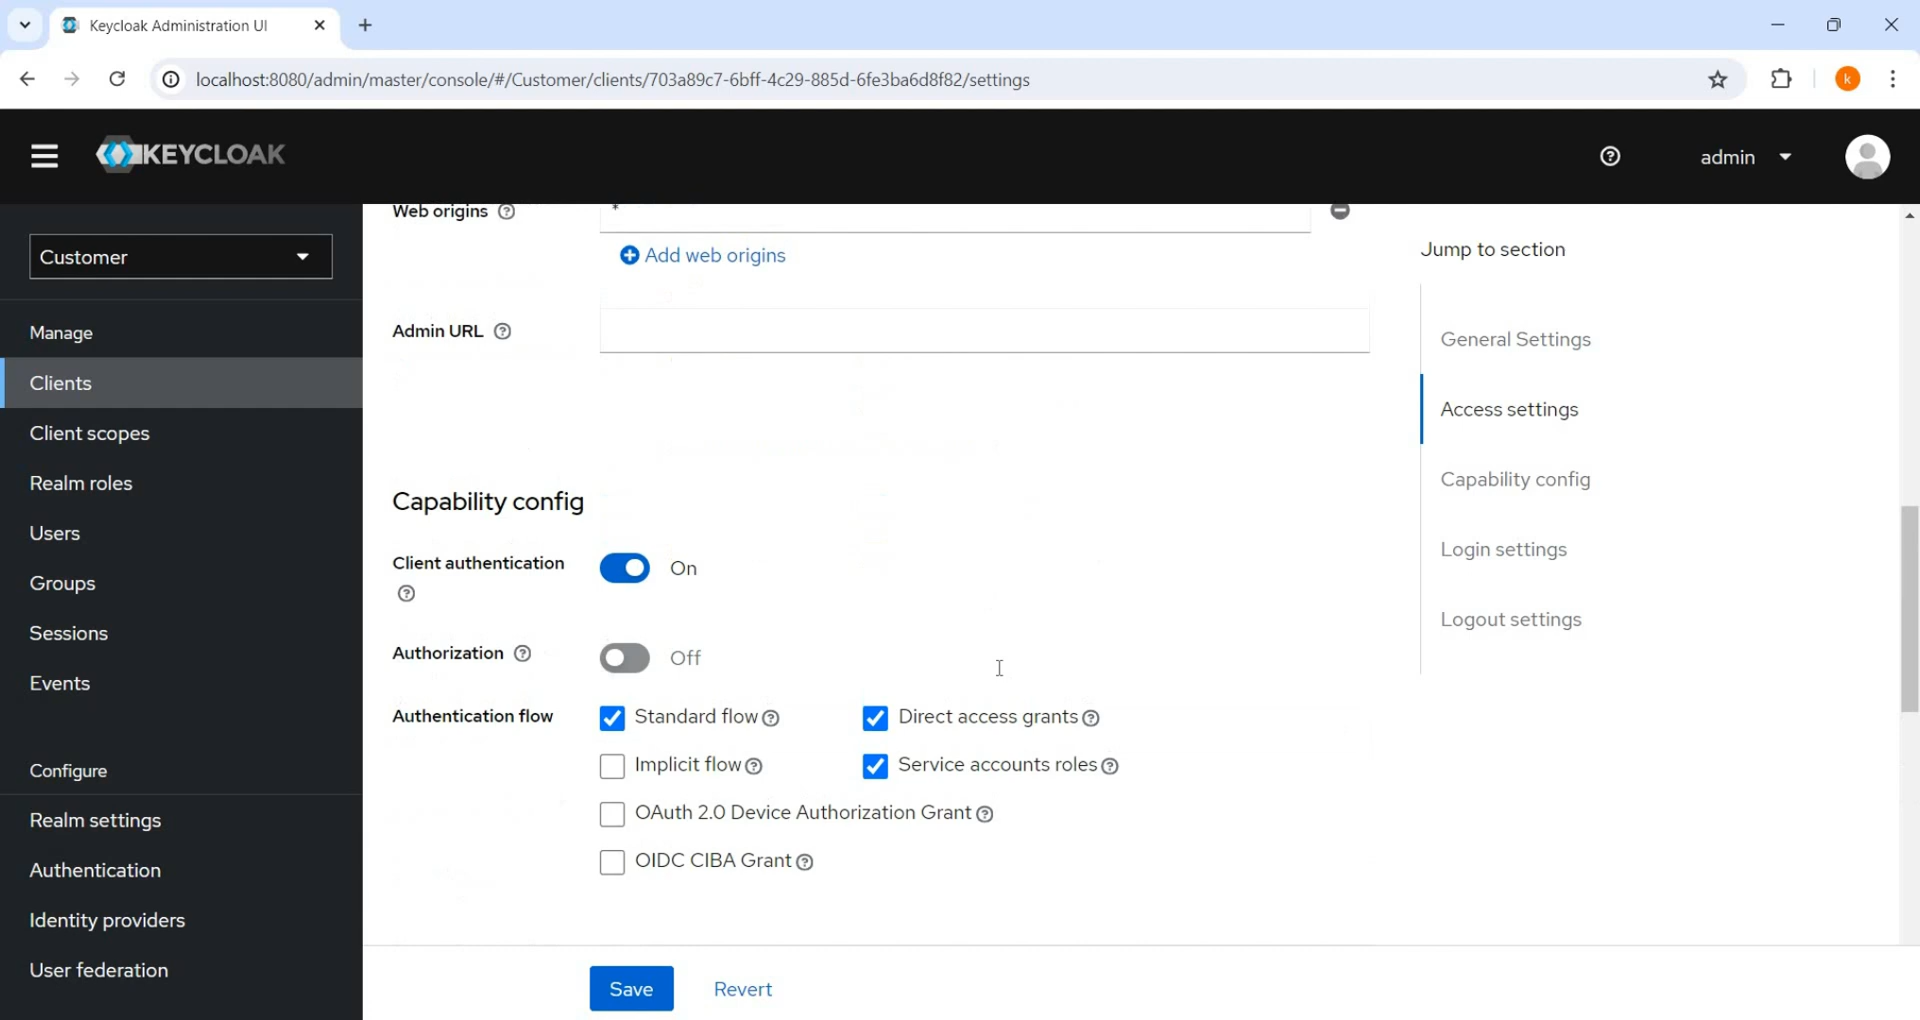 Keycloak Administration UI
localhost:8080/admin/master/console/#/Customer/clients/703a89c7-6bff-4c29-885d-6fe3ba6d8f82/settings
k
KEYCLOAK
admin
Customer
Manage
Clients
Client scopes
Realm roles
Users
Groups
Sessions
Events
Configure
Realm settings
Authentication
Identity providers
User federation
Web origins
*
Add web origins
Admin URL
Capability config
Client authentication
On
Authorization
Off
Authentication flow
Standard flow
Direct access grants
Implicit flow
Service accounts roles
OAuth 2.0 Device Authorization Grant
OIDC CIBA Grant
Save
Revert
Jump to section
General Settings
Access settings
Capability config
Login settings
Logout settings